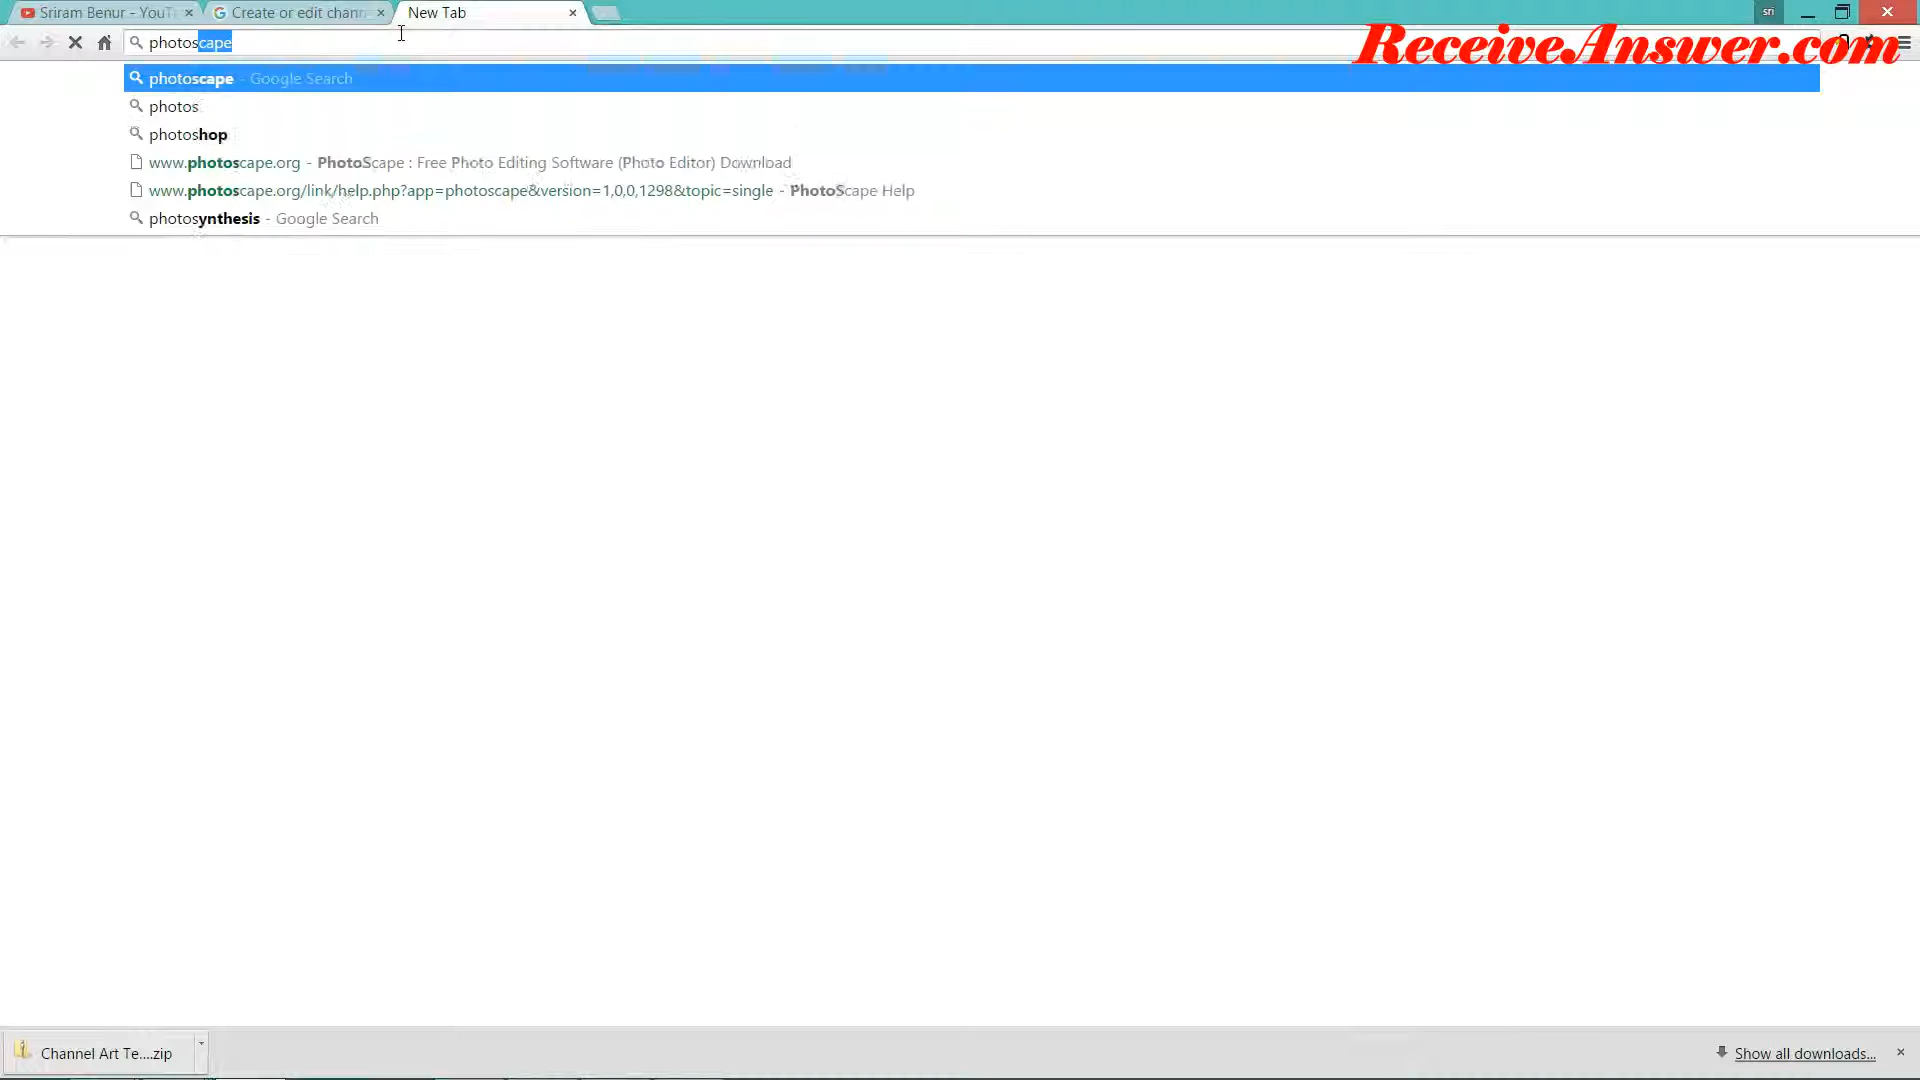 Sriram Benur - YouT
Create or edit chann
New Tab
sri
photoscape
ReceiveAnswer.com
photoscape - Google Search
photos
photoshop
www.photoscape.org - PhotoScape : Free Photo Editing Software (Photo Editor) Download
www.photoscape.org/link/help.php?app=photoscape&version=1,0,0,1298&topic=single - PhotoScape Help
photosynthesis - Google Search
Channel Art Te....zip
Show all downloads...